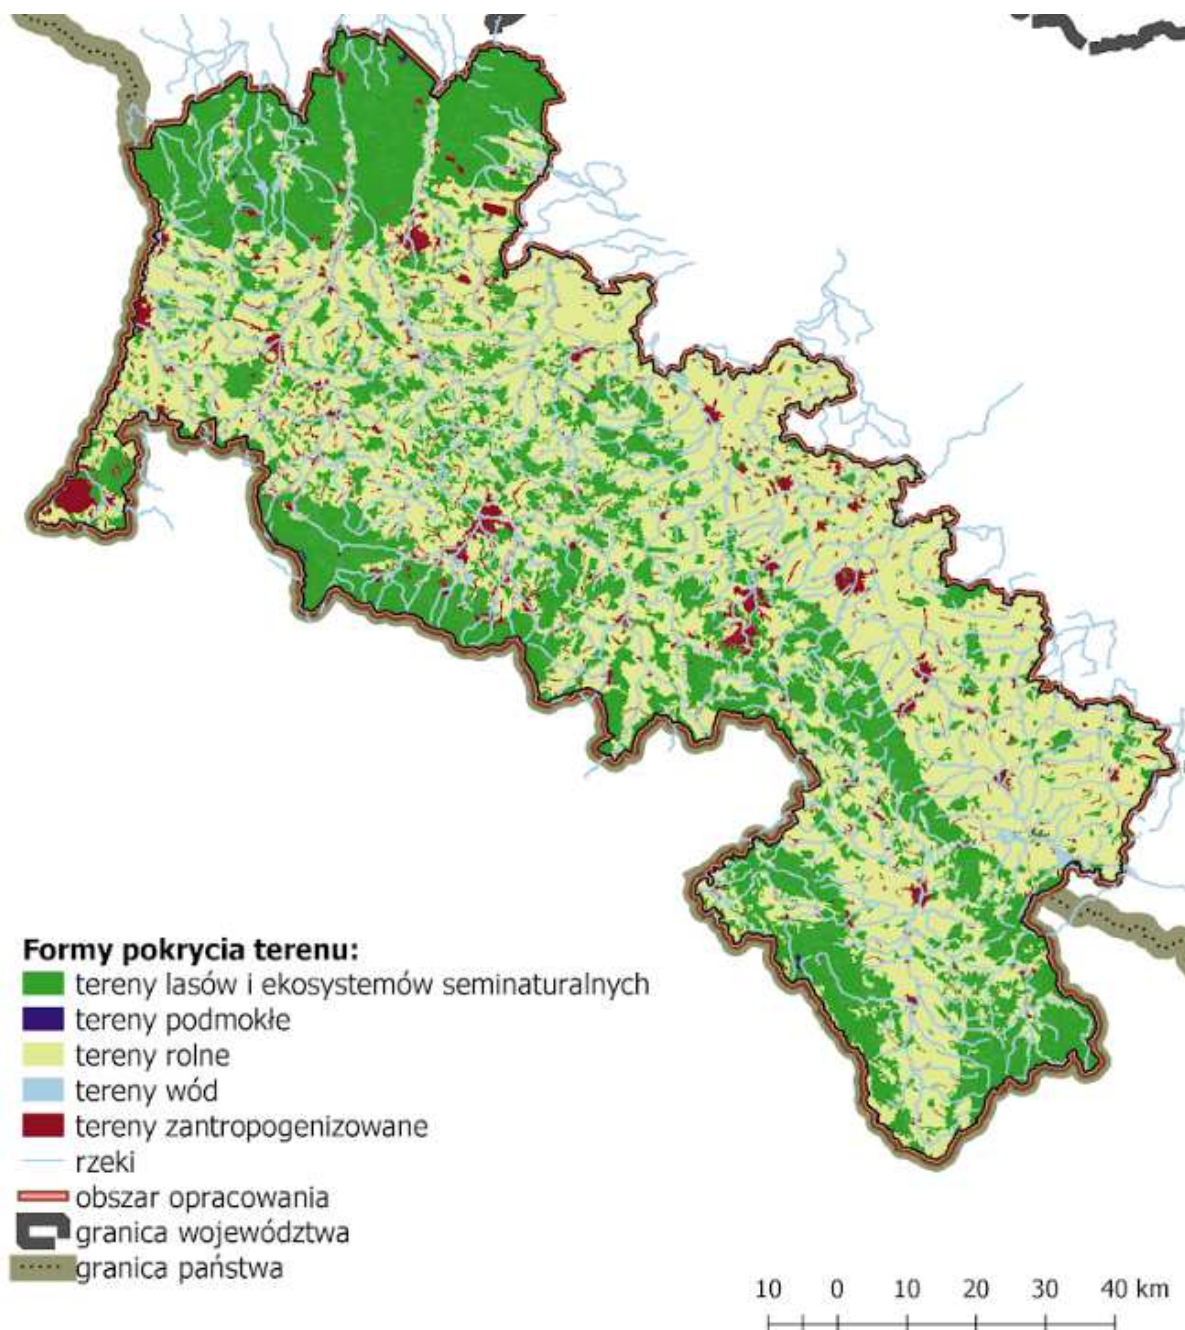 Formy pokrycia terenu:
tereny lasów i ekosystemów seminaturalnych
tereny podmokłe
tereny rolne
tereny wód
tereny zantropogenizowane
rzeki
obszar opracowania
granica województwa
granica państwa
10 0 10 20 30 40 km